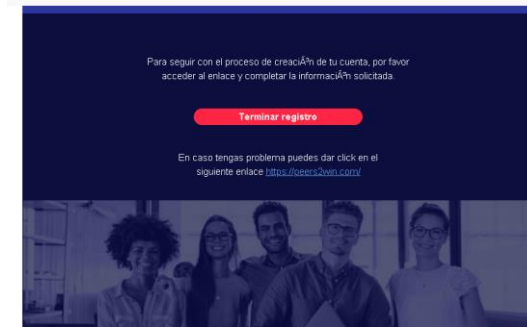 Para seguir con el proceso de creaciÃ³n de tu cuenta, por favor
acceder al enlace y completar la informaciÃ³n solicitada.
Terminar registro
En caso tengas problema puedes dar click en el
siguiente enlace https://peers2win.com/